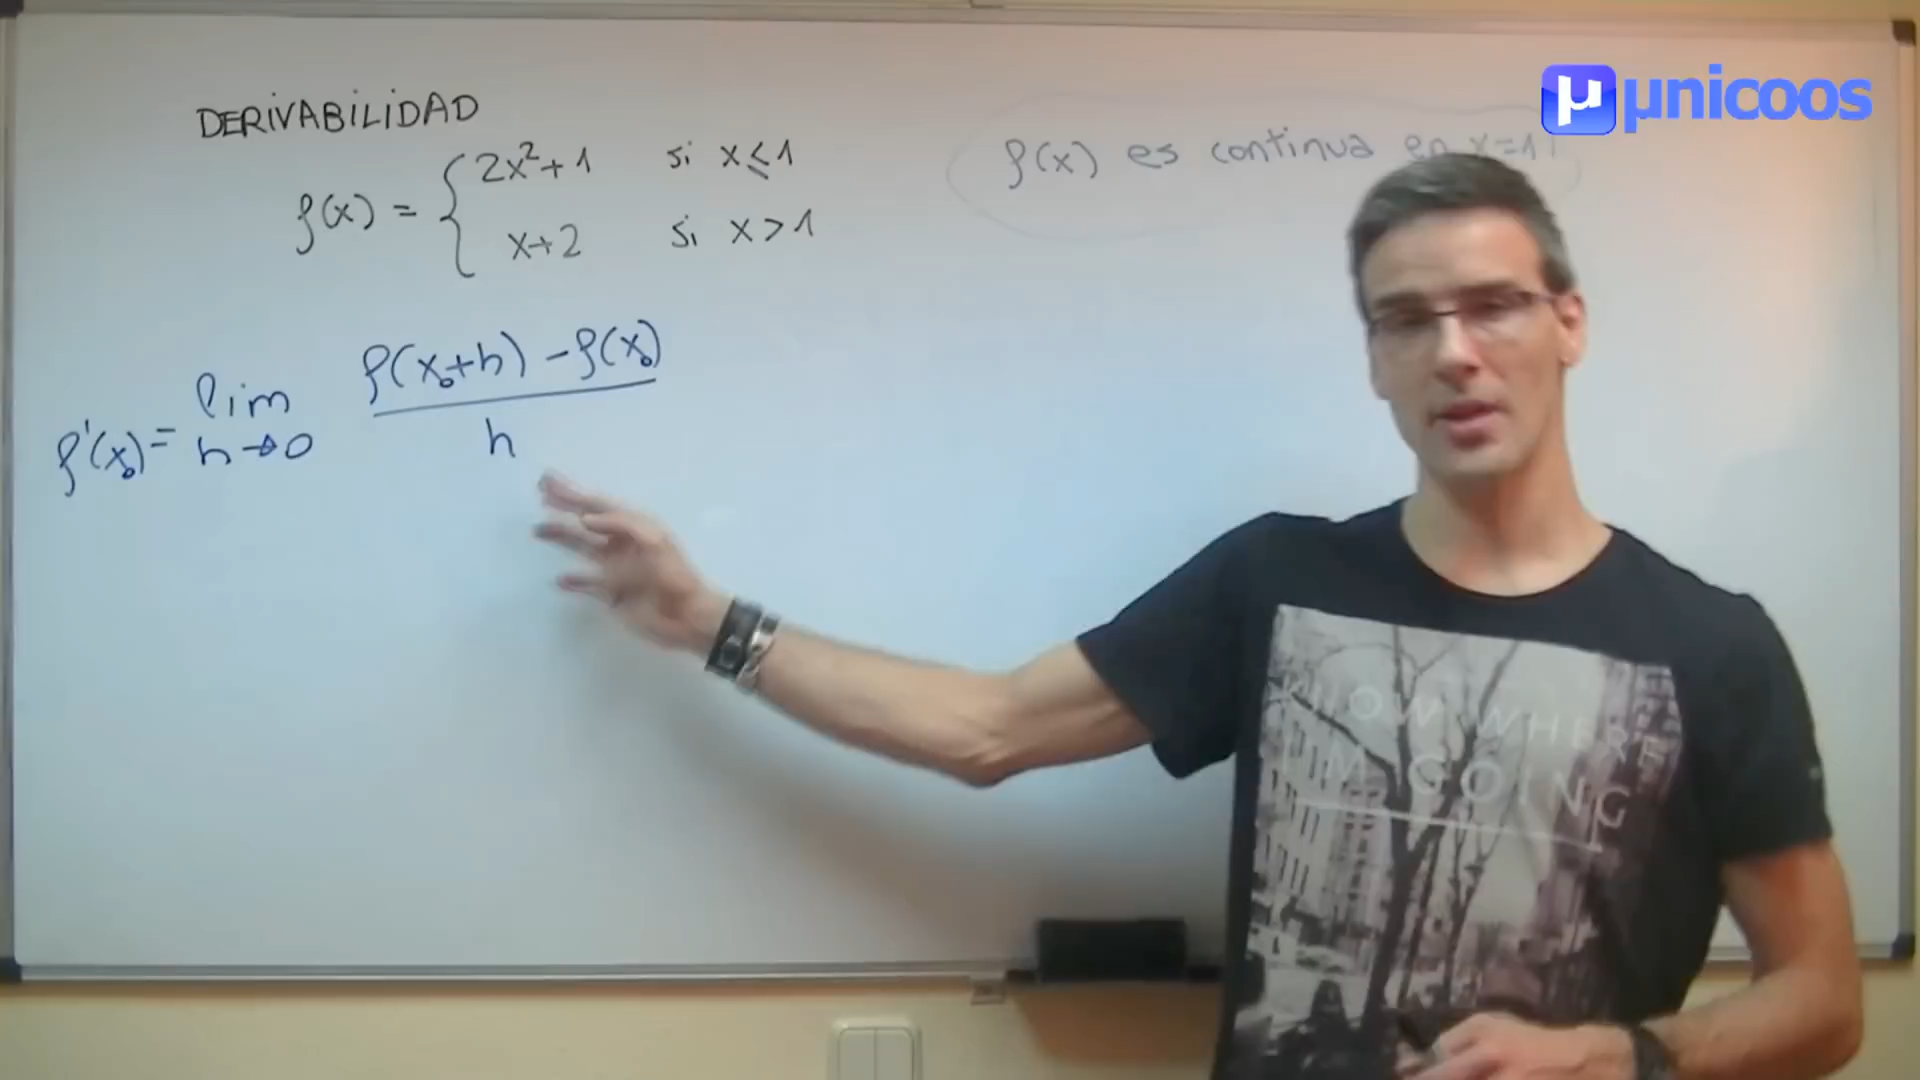 DERIVABILIDAD
f(x) = { 2x²+1 si x≤1
x+2 si x>1
f(x) es continua en x=1
µ µnicoos
f'(x₀) = lim h→0 f(x₀+h) - f(x₀) / h
KNOW WHERE
I'M GOING